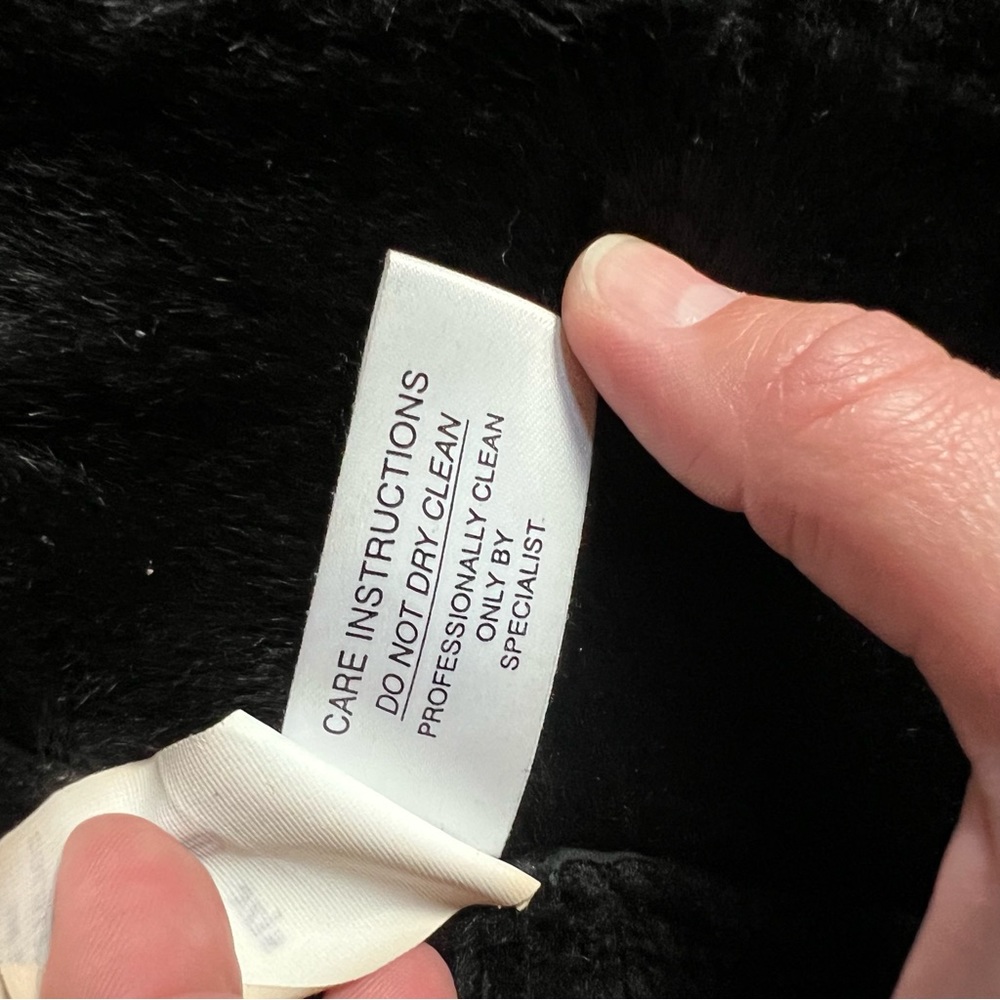 CARE INSTRUCTIONS
DO NOT DRY CLEAN
PROFESSIONALLY CLEAN
ONLY BY
SPECIALIST.